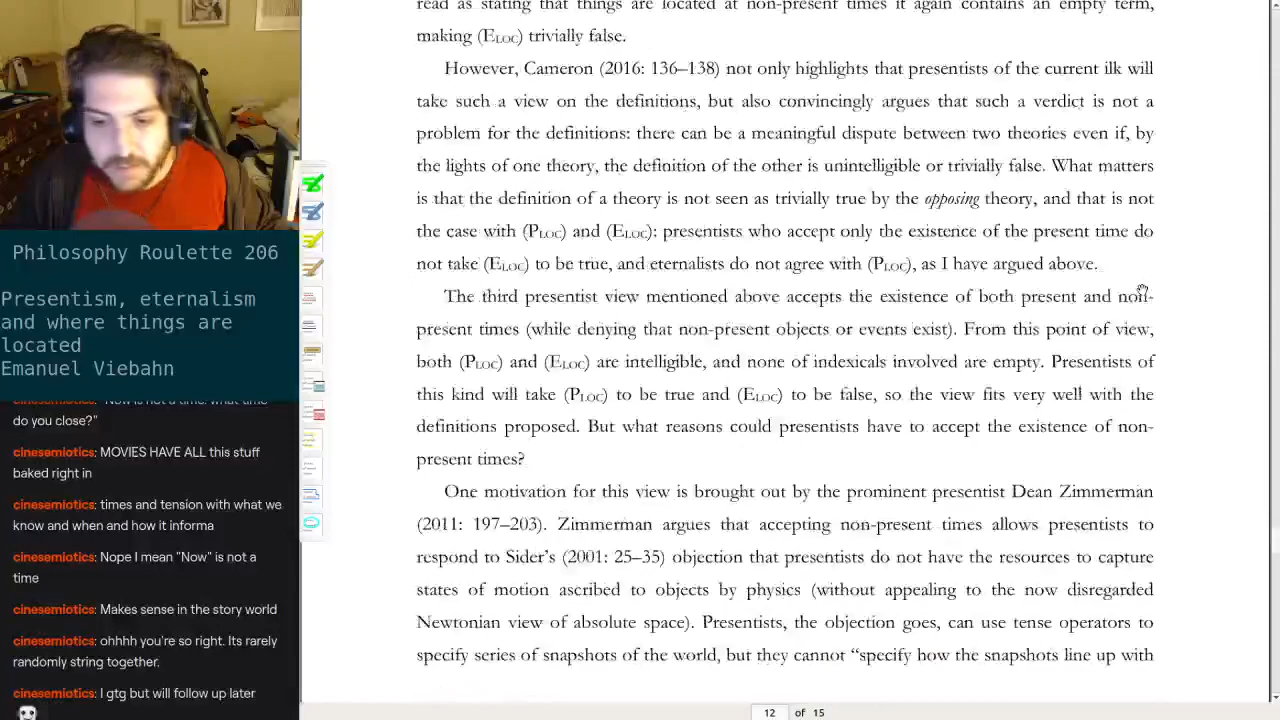 Philosophy Roulette 206
Presentism, eternalism
and where things are
located
Emanuel Viebahn
do you close?"
cinesemiotics: MOVIES HAVE ALL this stuff
baked right in
cinesemiotics: times and tension with what we
know and when and how it informa
cinesemiotics: Nope I mean "Now" is not a
time
cinesemiotics: Makes sense in the story world
cinesemiotics: ohhhh you're so right. Its rarely
randomly string together.
cinesemiotics: I gtg but will follow up later
read as stating that things are located at non-present times it again contains an empty term,
making (ELOC) trivially false.
However, Cameron (2016: 136–138) not only highlights that presentists of the current ilk will
take such a view on the definitions, but also convincingly argues that such a verdict is not a
problem for the definitions: there can be a meaningful dispute between two theories even if, by
the lights of one theory, the definition of the other is unintelligible or trivially false. What matters
is that the definition of a theory is not seen as trivially true by the opposing theory, and that is not
the case with (PLOC) and (ELOC): presentists who accept only the existence of the present time do
not take (ELOC) to be true, and eternalists do not agree with (PLOC), as I have argued above.
The third presentist view mentioned above accepts the existence of both present and non-
present times (while denying that non-present objects or events exist). From this point of view,
both (PLOC) and (ELOC) are intelligible, and none of the literals involved is empty. Presentists of
this kind will take (PLOC) to be true and (ELOC) to be false, so the view fits very well with the
definitions proposed. But what reasons could presentists have to accept the existence of non-
present times?
One motivation for this view is brought out by the prominent presentist Dean Zimmerman
(2011: –203). Zimmerman argues that accepting non-present times allows presentists to
respond to Sider's (2001: 25–35) objection that presentists do not have the resources to capture
states of motion ascribed to objects by physics (without appealing to the now disregarded
Newtonian view of absolute space). Presentists, the objection goes, can use tense operators to
specify series of snapshots of the world, but they cannot "specify how the snapshots line up with
12 of 15